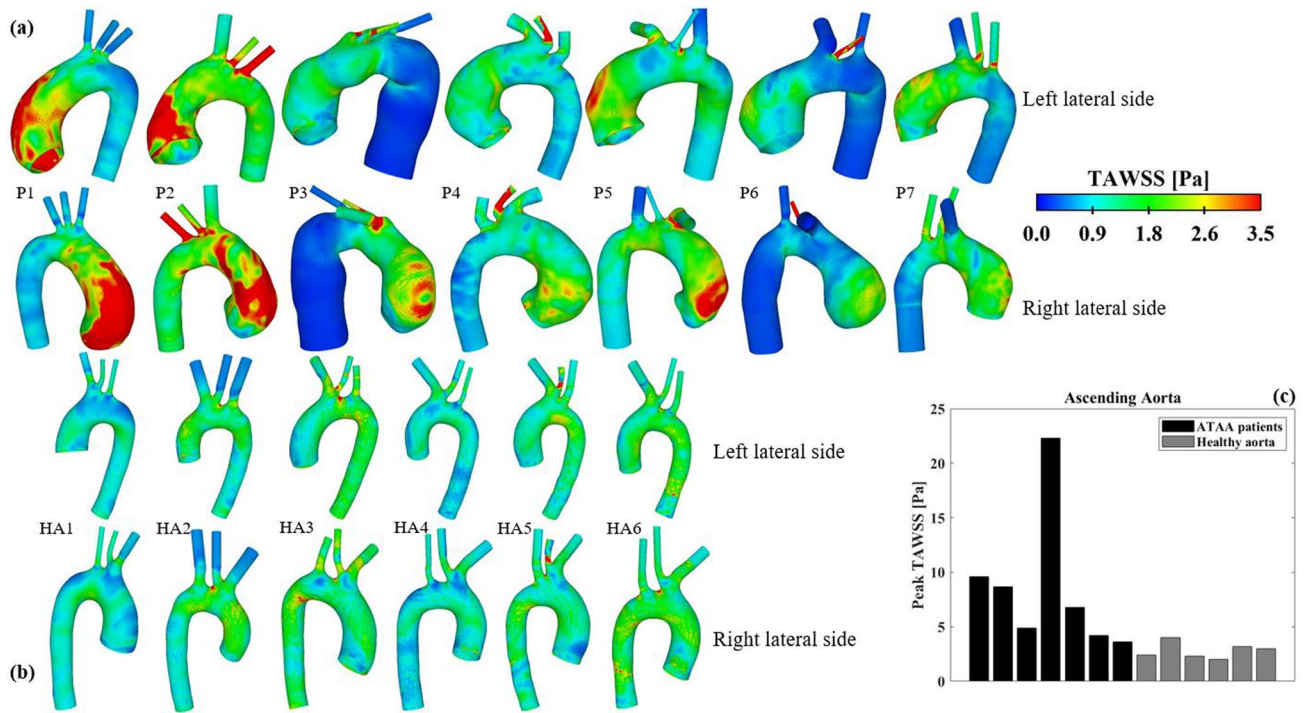 (a)
Left lateral side
P1 P2 P3 P4 P5 P6 P7
TAWSS [Pa]
0.0 0.9 1.8 2.6 3.5
Right lateral side
Left lateral side
HA1 HA2 HA3 HA4 HA5 HA6
Right lateral side
(b)
(c)
Ascending Aorta
ATAA patients
Healthy aorta
Peak TAWSS [Pa]
25
20
15
10
5
0